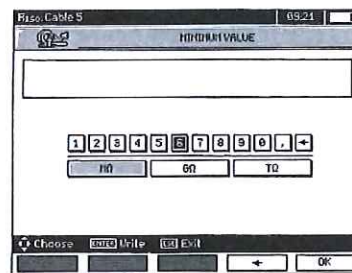 Riso, Cable 5 09:21
MINIMUM VALUE
1 2 3 4 5 6 7 8 9 0 , ←
MΩ GΩ TΩ
Choose ENTER Write ESC Exit
← OK